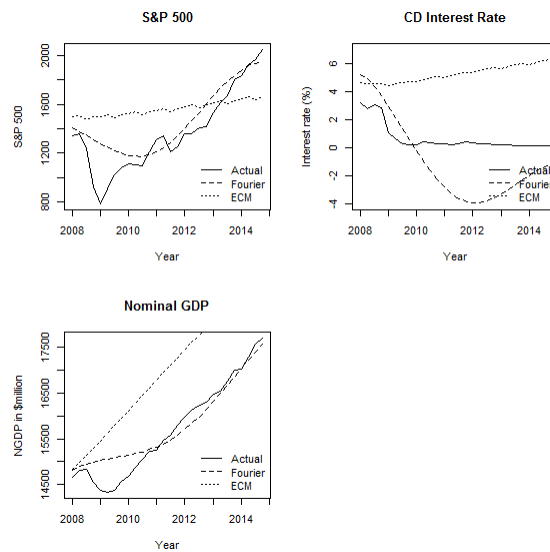 S&P 500
S&P 500
2000
1600
1200
800
Actual
Fourier
ECM
2008 2010 2012 2014
Year
CD Interest Rate
Interest rate (%)
6
4
2
0
-2
-4
Actual
Fourier
ECM
2008 2010 2012 2014
Year
Nominal GDP
NGDP in $million
17500
16500
15500
14500
Actual
Fourier
ECM
2008 2010 2012 2014
Year